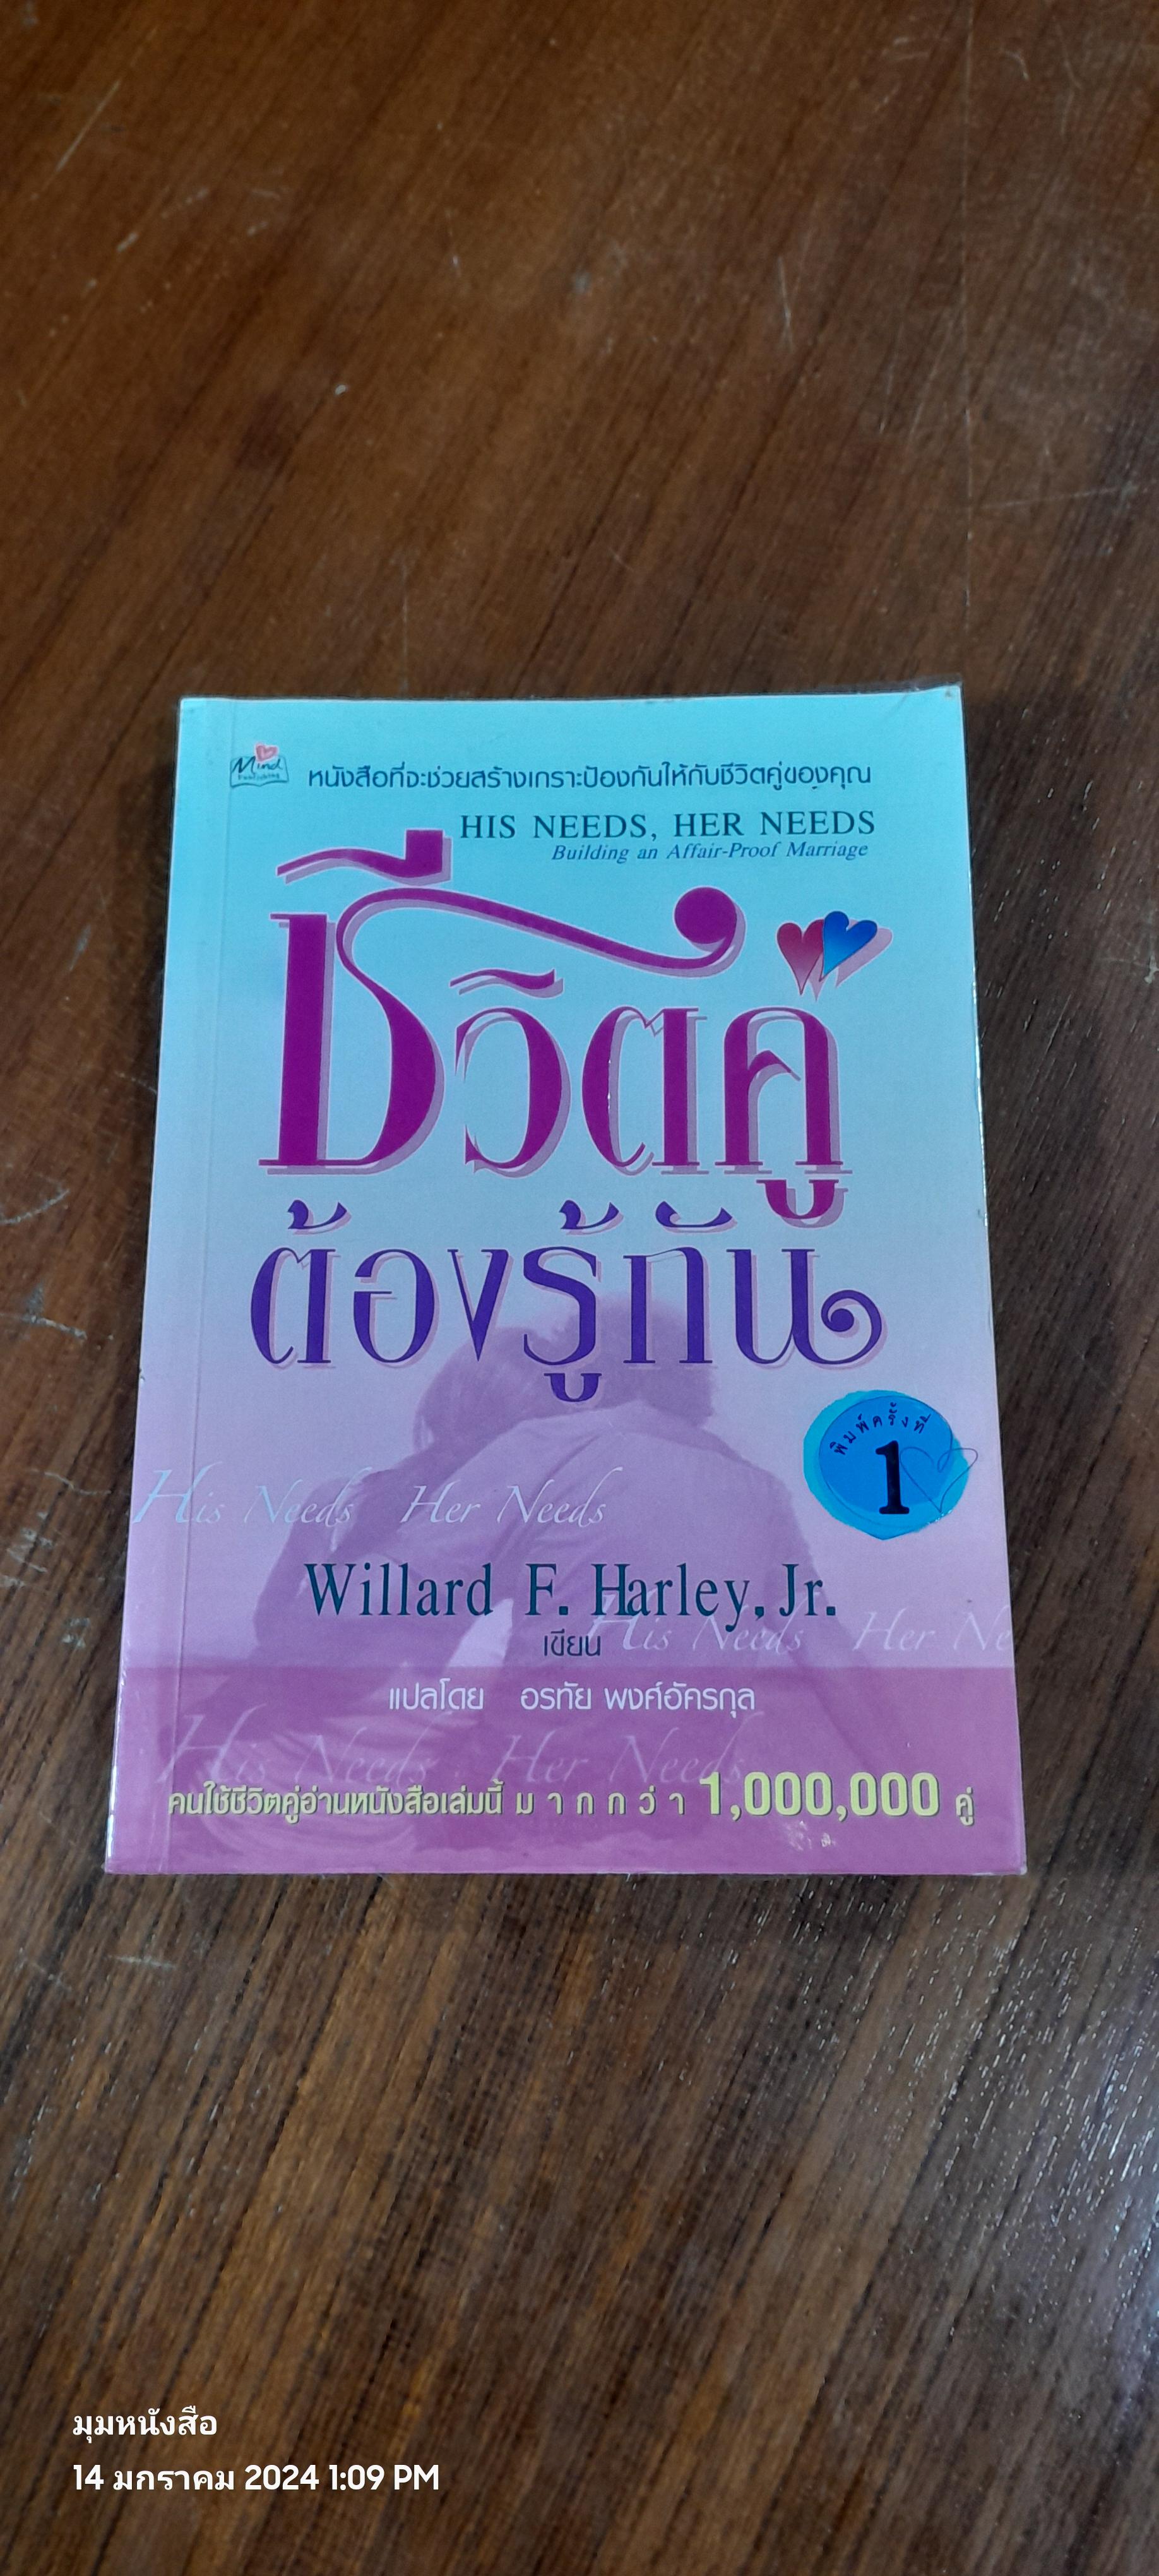 Mind
Publishing
หนังสือที่จะช่วยสร้างเกราะป้องกันให้กับชีวิตคู่ของคุณ
HIS NEEDS, HER NEEDS
Building an Affair-Proof Marriage
ชีวิตคู่
ต้องรู้กัน
พิมพ์ครั้งที่
1
His Needs Her Needs
Willard F. Harley, Jr.
His Needs Her Ne
เขียน
แปลโดย อรทัย พงศ์อัครกุล
His Needs Her Needs
คนใช้ชีวิตคู่อ่านหนังสือเล่มนี้ ม า ก ก ว่ า 1,000,000 คู่
มุมหนังสือ
14 มกราคม 2024 1:09 PM